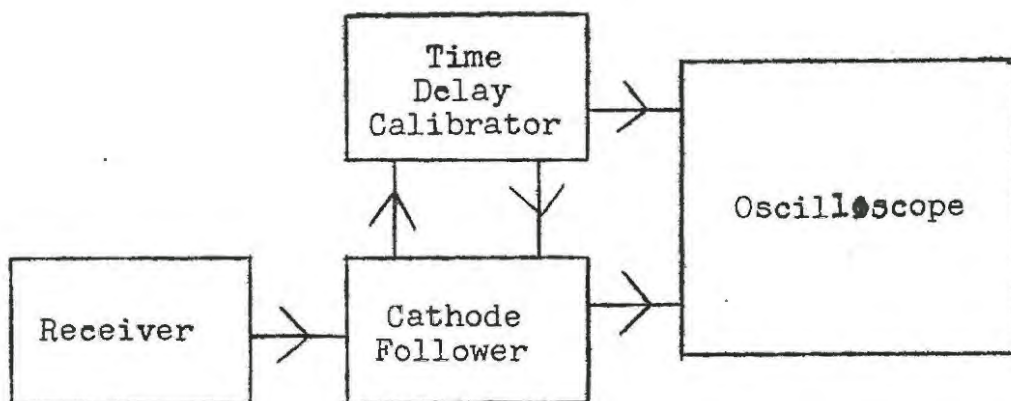 Time
Delay
Calibrator
Oscilloscope
Receiver
Cathode
Follower